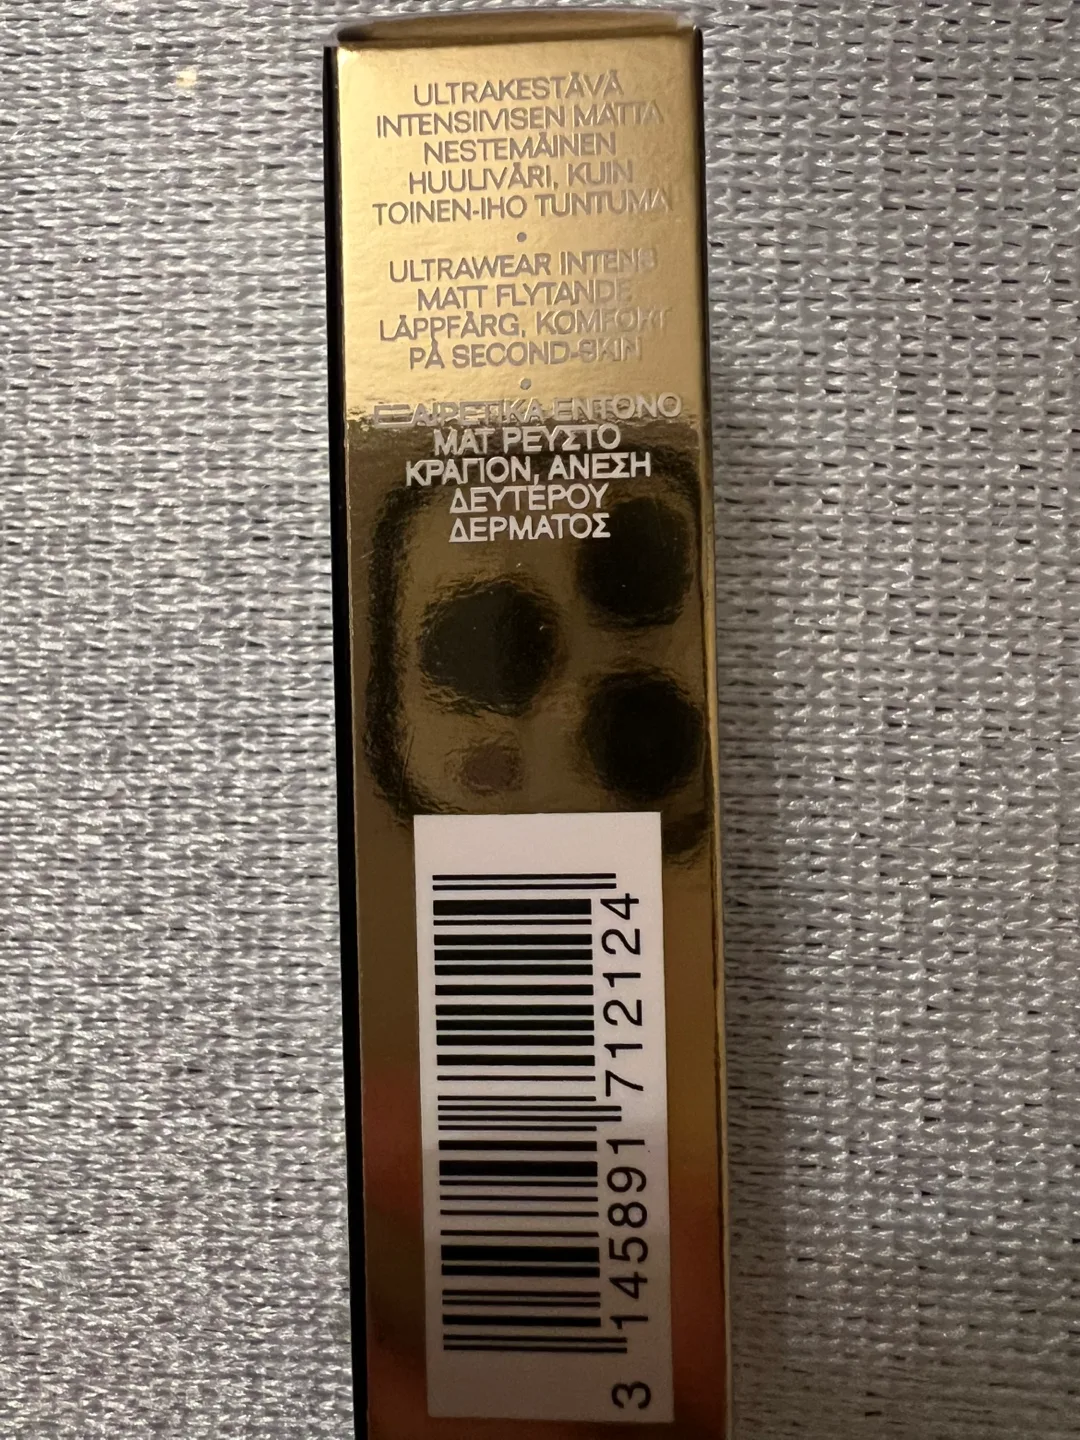 ULTRAKESTÄVÄ
INTENSIIVISEN MATTA
NESTEMÄINEN
HUULIVÄRI, KUIN
TOINEN-IHO TUNTUMA
•
ULTRAWEAR INTENS
MATT FLYTANDE
LÄPPFÄRG, KOMFORT
PÅ SECOND-SKIN
•
ΕΞΑΙΡΕΤΙΚΑ ΕΝΤΟΝΟ
ΜΑΤ ΡΕΥΣΤΟ
ΚΡΑΓΙΟΝ, ΑΝΕΣΗ
ΔΕΥΤΕΡΟΥ
ΔΕΡΜΑΤΟΣ
3 145891 712124